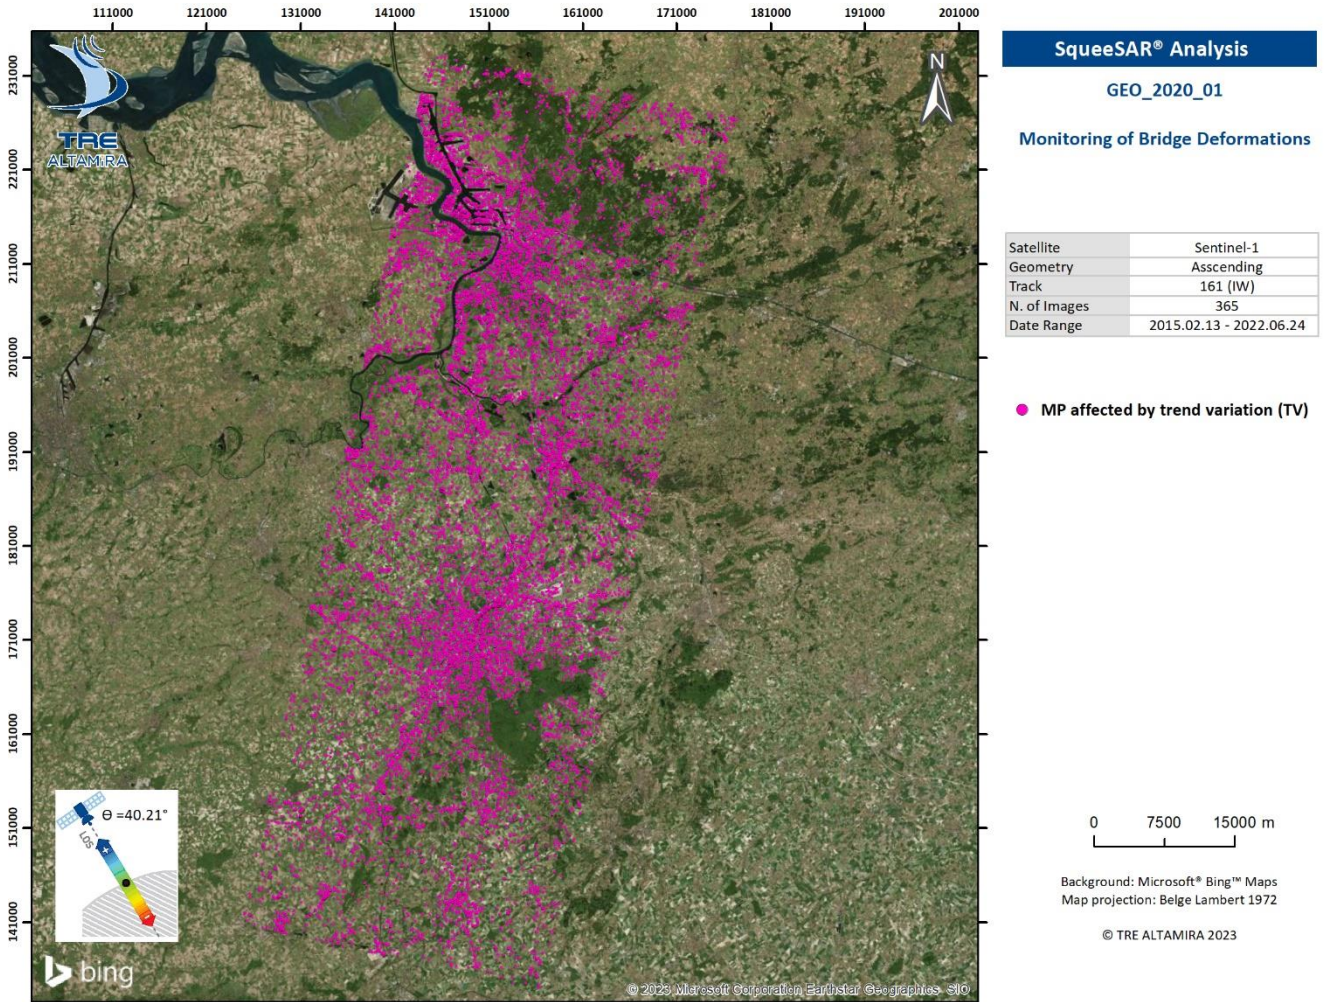 111000 121000 131000 141000 151000 161000 171000 181000 191000 201000
231000
221000
211000
201000
191000
181000
171000
161000
151000
141000
TRE
ALTAMIRA
N
Θ =40.21°
LOS
+
-
bing
© 2023 Microsoft Corporation Earthstar Geographics SIO
SqueeSAR® Analysis
GEO_2020_01
Monitoring of Bridge Deformations
Satellite Sentinel-1
Geometry Asscending
Track 161 (IW)
N. of Images 365
Date Range 2015.02.13 - 2022.06.24
MP affected by trend variation (TV)
0 7500 15000 m
Background: Microsoft® Bing™ Maps
Map projection: Belge Lambert 1972
© TRE ALTAMIRA 2023